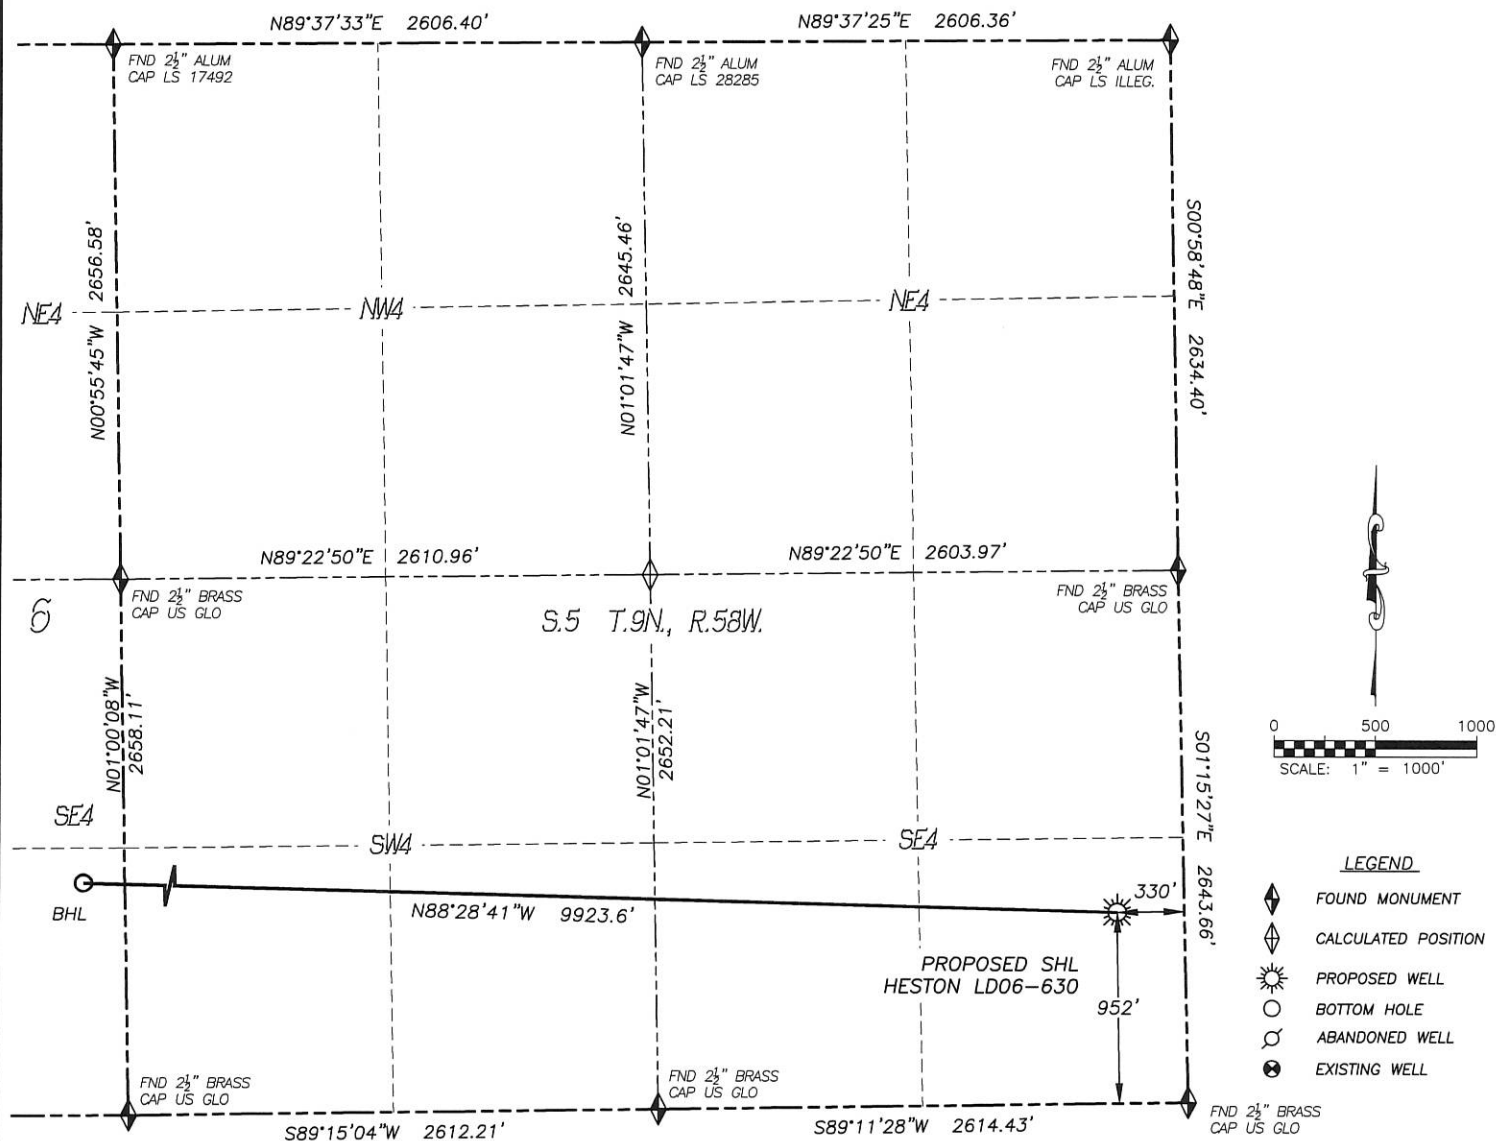 N89°37'33"E 2606.40'
N89°37'25"E 2606.36'
FND 2½" ALUM
CAP LS 17492
FND 2½" ALUM
CAP LS 28285
FND 2½" ALUM
CAP LS ILLEG.
N00°55'45"W 2656.58'
N01°01'47"W 2645.46'
S00°58'48"E 2634.40'
NE4
NW4
NE4
N89°22'50"E 2610.96'
N89°22'50"E 2603.97'
FND 2½" BRASS
CAP US GLO
FND 2½" BRASS
CAP US GLO
6
S.5 T.9N., R.58W.
N01°00'08"W
2658.11'
N01°01'47"W
2652.21'
S01°15'27"E 2643.66'
0 500 1000
SCALE: 1" = 1000'
SE4
SW4
SE4
BHL
N88°28'41"W 9923.6'
330'
PROPOSED SHL
HESTON LD06-630
952'
LEGEND
FOUND MONUMENT
CALCULATED POSITION
PROPOSED WELL
BOTTOM HOLE
ABANDONED WELL
EXISTING WELL
FND 2½" BRASS
CAP US GLO
FND 2½" BRASS
CAP US GLO
FND 2½" BRASS
CAP US GLO
S89°15'04"W 2612.21'
S89°11'28"W 2614.43'